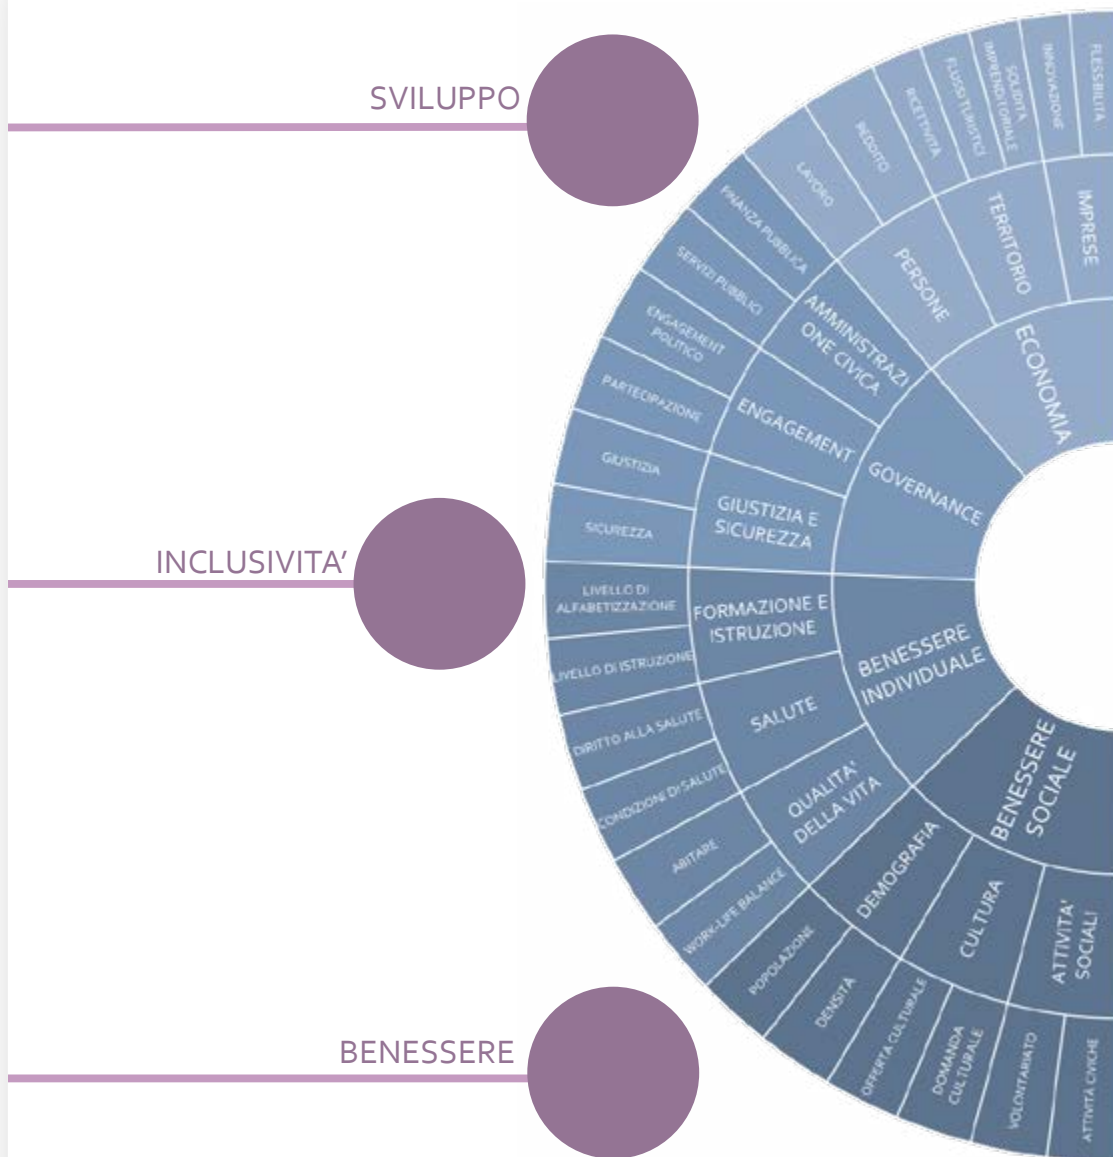 SVILUPPO
INCLUSIVITA'
BENESSERE
FLESSBILITÀ
INNOVAZIONE
SOLIDITÀ
IMPRENDITORIALE
FLUSSI TURISTICI
RICETTIVITÀ
REDDITO
LAVORO
FINANZA PUBBLICA
SERVIZI PUBBLICI
ENGAGEMENT
POLITICO
PARTECIPAZIONE
GIUSTIZIA
SICUREZZA
LIVELLO DI
ALFABETIZZAZIONE
LIVELLO DI ISTRUZIONE
DIRITTO ALLA SALUTE
CONDIZIONI DI SALUTE
ABITARE
WORK-LIFE BALANCE
POPOLAZIONE
DENSITÀ
OFFERTA CULTURALE
DOMANDA
CULTURALE
VOLONTARIATO
ATTIVITÀ CIVICHE
IMPRESE
TERRITORIO
PERSONE
AMMINISTRAZI
ONE CIVICA
ENGAGEMENT
GIUSTIZIA E
SICUREZZA
FORMAZIONE E
ISTRUZIONE
SALUTE
QUALITA'
DELLA VITA
DEMOGRAFIA
CULTURA
ATTIVITA'
SOCIALI
ECONOMIA
GOVERNANCE
BENESSERE
INDIVIDUALE
BENESSERE
SOCIALE